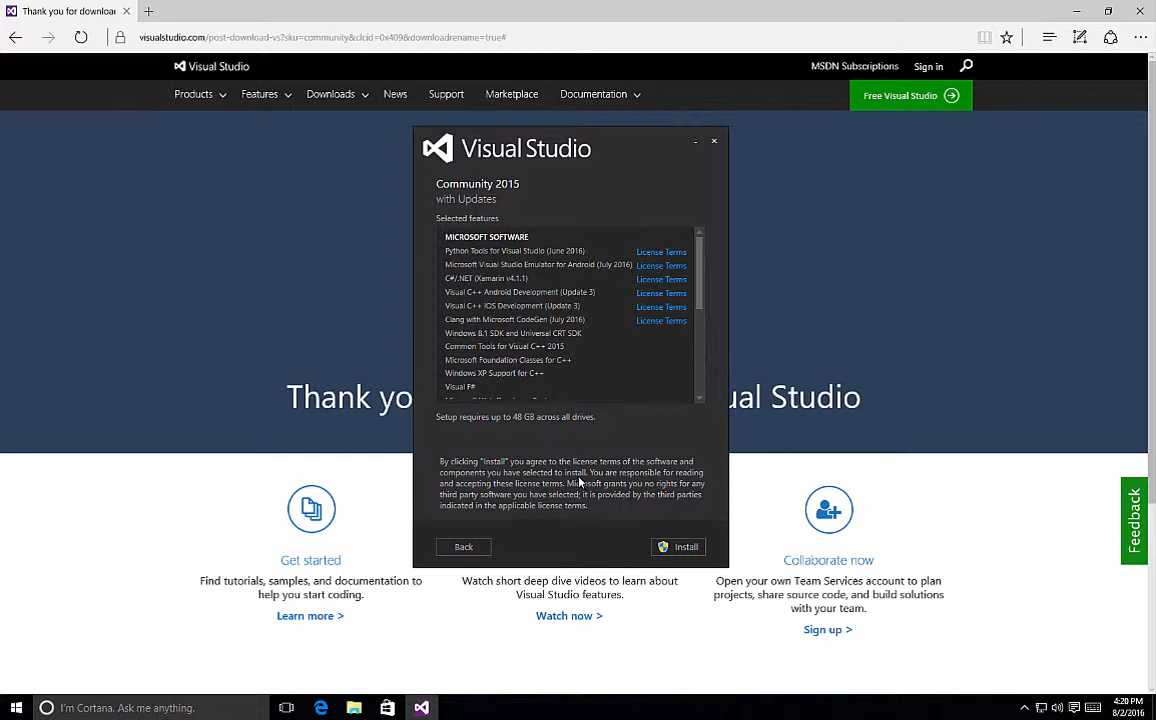 Thank you for downloa
visualstudio.com/post-download-vs?sku=community&clcid=0x409&downloadrename=true#
Visual Studio
MSDN Subscriptions
Sign in
Products
Features
Downloads
News
Support
Marketplace
Documentation
Free Visual Studio
Visual Studio
Community 2015
with Updates
Selected features
MICROSOFT SOFTWARE
Python Tools for Visual Studio (June 2016) License Terms
Microsoft Visual Studio Emulator for Android (July 2016) License Terms
C#/.NET (Xamarin v4.1.1) License Terms
Visual C++ Android Development (Update 3) License Terms
Visual C++ iOS Development (Update 3) License Terms
Clang with Microsoft CodeGen (July 2016) License Terms
Windows 8.1 SDK and Universal CRT SDK
Common Tools for Visual C++ 2015
Microsoft Foundation Classes for C++
Windows XP Support for C++
Visual F#
Setup requires up to 48 GB across all drives.
By clicking "Install" you agree to the license terms of the software and
components you have selected to install. You are responsible for reading
and accepting these license terms. Microsoft grants you no rights for any
third party software you have selected; it is provided by the third parties
indicated in the applicable license terms.
Back
Install
Thank yo
ual Studio
Get started
Find tutorials, samples, and documentation to
help you start coding.
Learn more >
Watch short deep dive videos to learn about
Visual Studio features.
Watch now >
Collaborate now
Open your own Team Services account to plan
projects, share source code, and build solutions
with your team.
Sign up >
Feedback
I'm Cortana. Ask me anything.
4:20 PM
8/2/2016